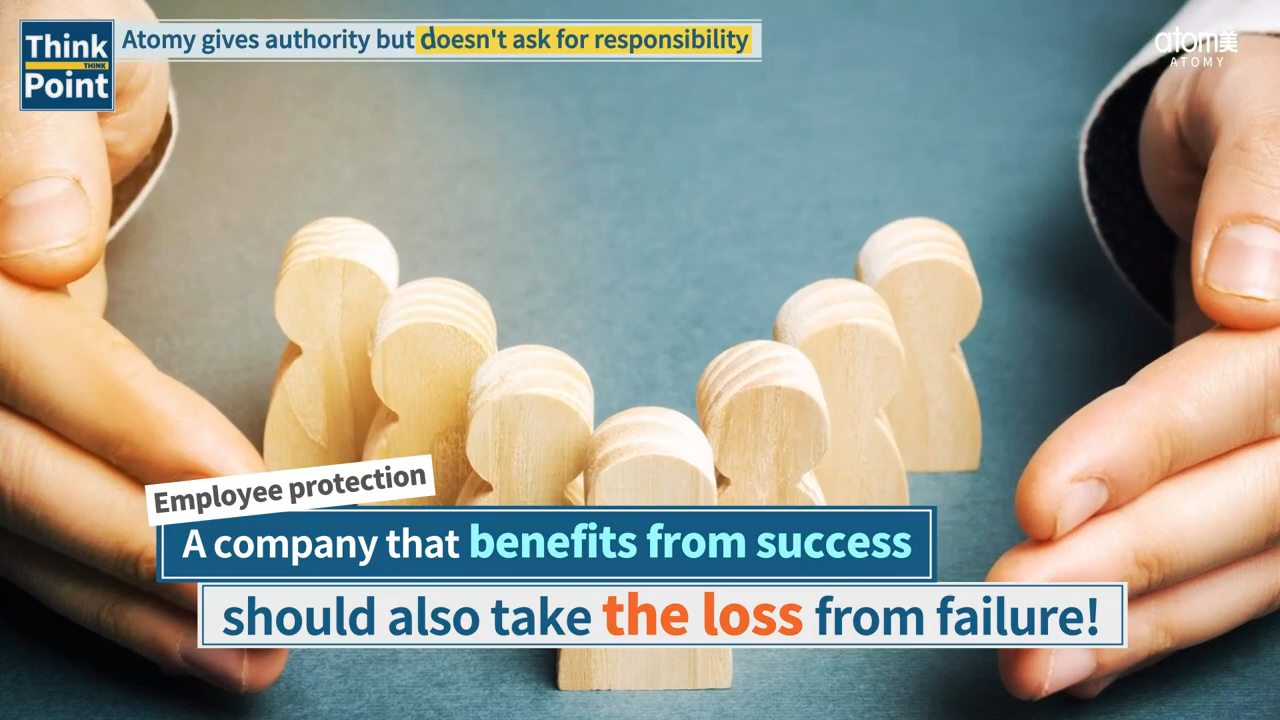 Think
THINK
Point
Atomy gives authority but doesn't ask for responsibility
atom美
ATOMY
Employee protection
A company that benefits from success
should also take the loss from failure!